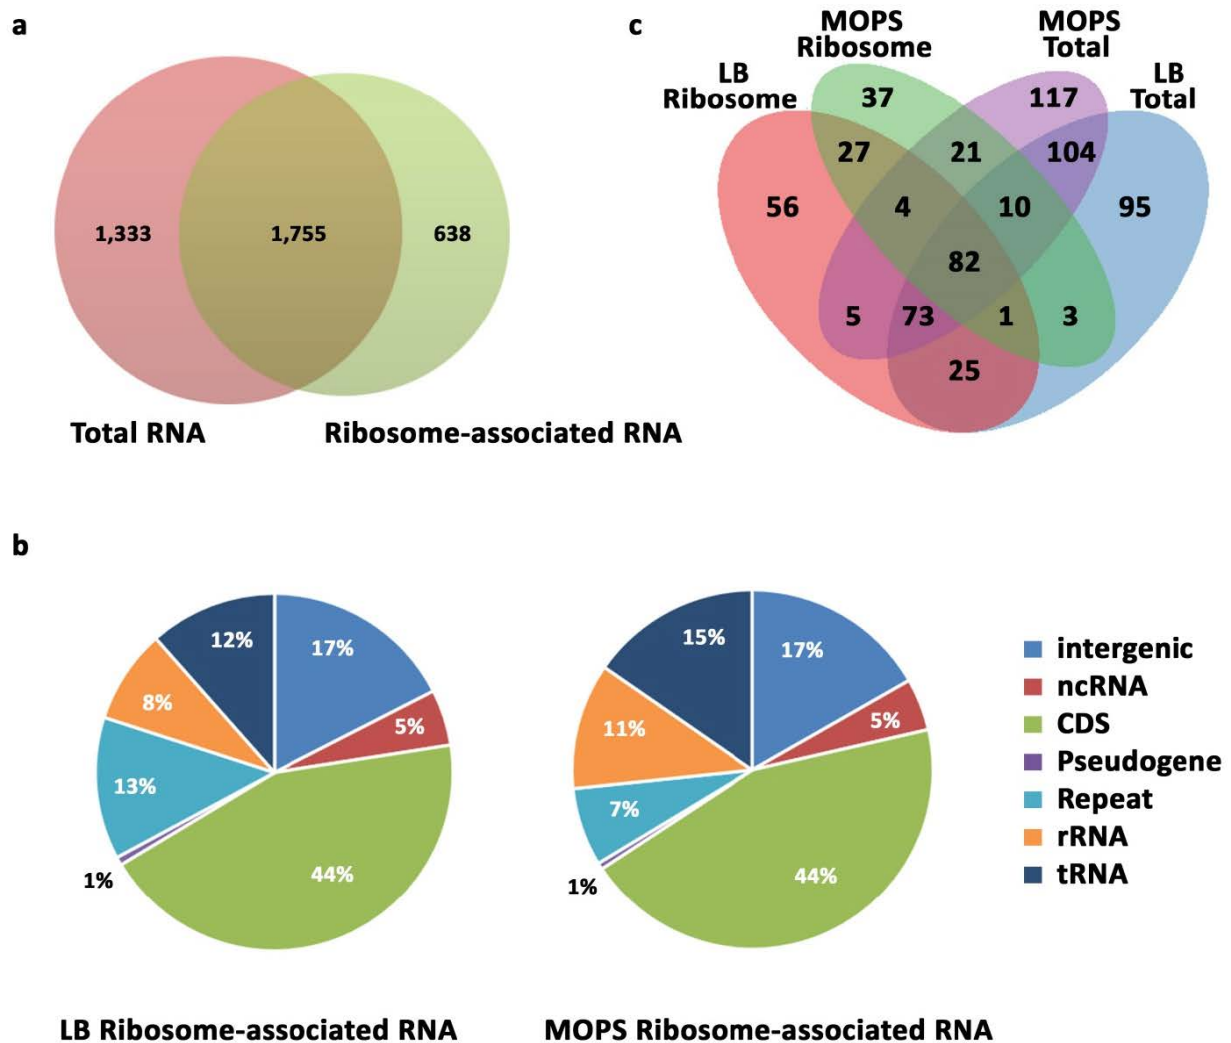 a
1,333
1,755
638
Total RNA
Ribosome-associated RNA
c
MOPS
Ribosome
MOPS
Total
LB
Ribosome
LB
Total
37
117
27
21
104
56
4
10
95
82
5
73
1
3
25
b
12%
17%
5%
8%
13%
1%
44%
LB Ribosome-associated RNA
15%
17%
5%
11%
7%
1%
44%
MOPS Ribosome-associated RNA
intergenic
ncRNA
CDS
Pseudogene
Repeat
rRNA
tRNA